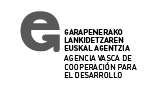 GARAPENERAKO
LANKIDETZAREN
EUSKAL AGENTZIA
AGENCIA VASCA DE
COOPERACIÓN PARA
EL DESARROLLO